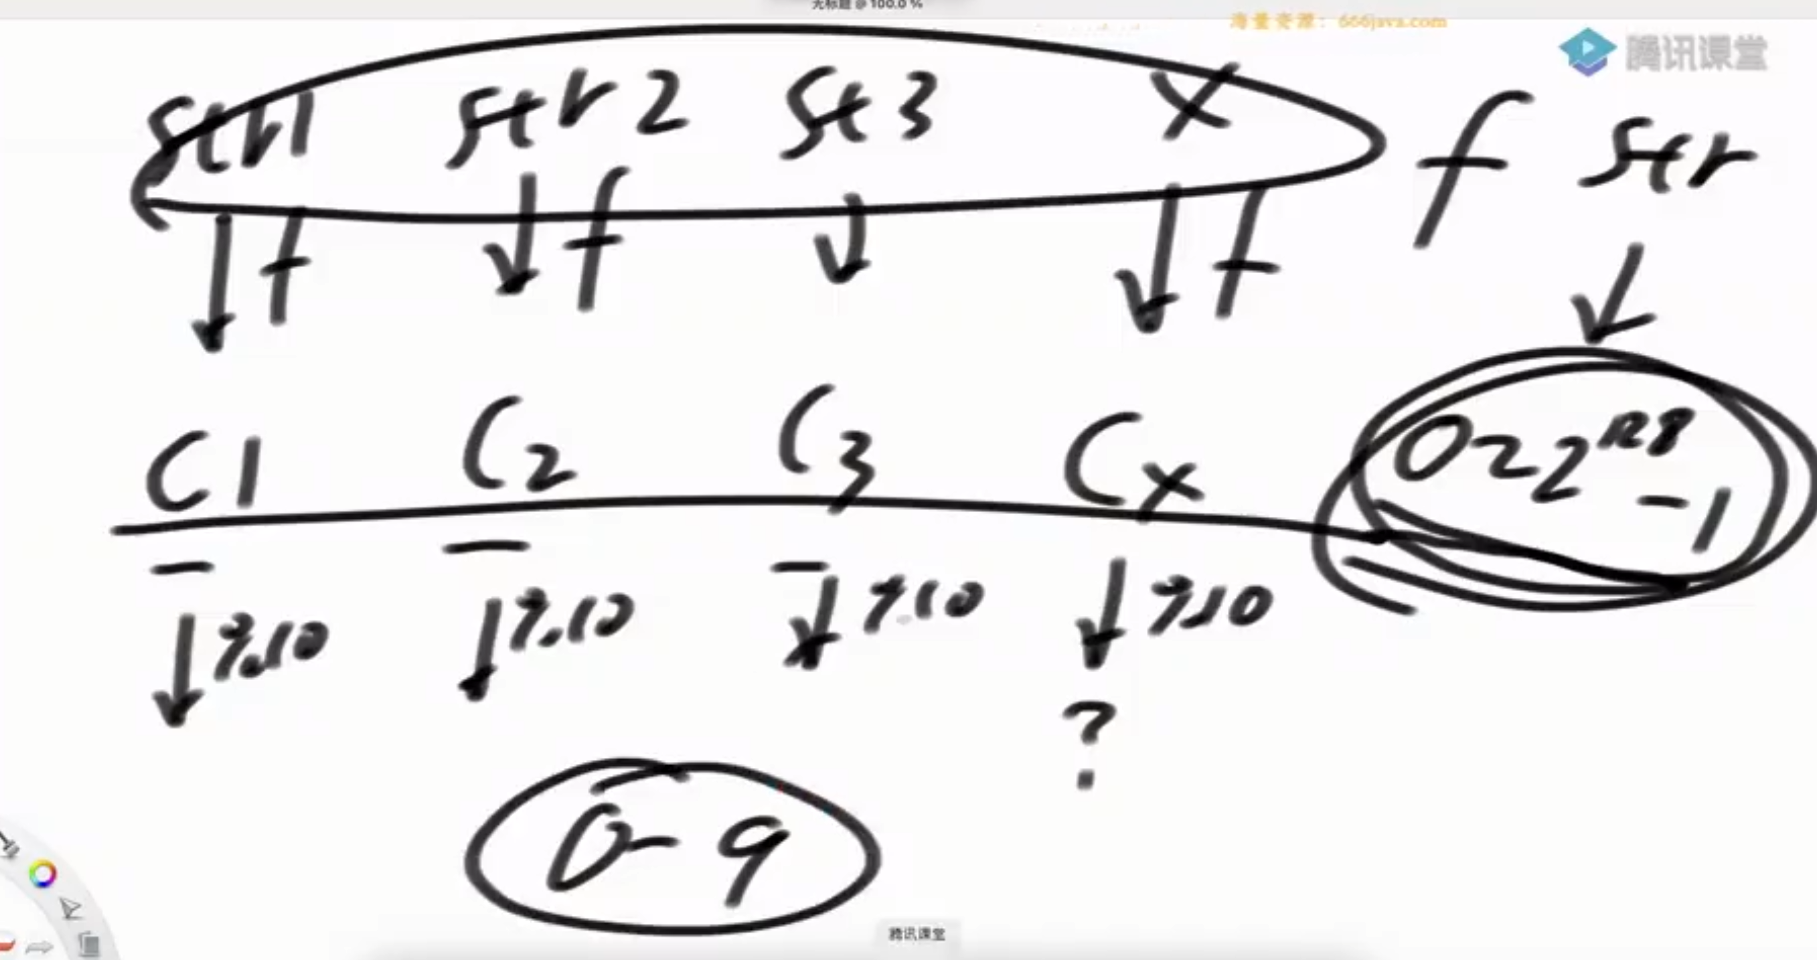 无标题 @ 100.0 %
海量资源：666java.com
腾讯课堂
str1 str2 st3 X f str
f f f
C1 C2 C3 Cx 0~2^128-1
%10 %10 %10 %10
?
0-9
腾讯课堂